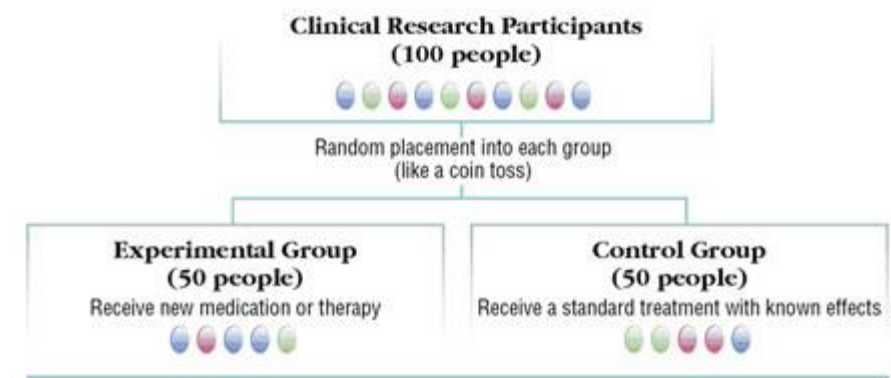 Clinical Research Participants
(100 people)
Random placement into each group
(like a coin toss)
Experimental Group
(50 people)
Receive new medication or therapy
Control Group
(50 people)
Receive a standard treatment with known effects